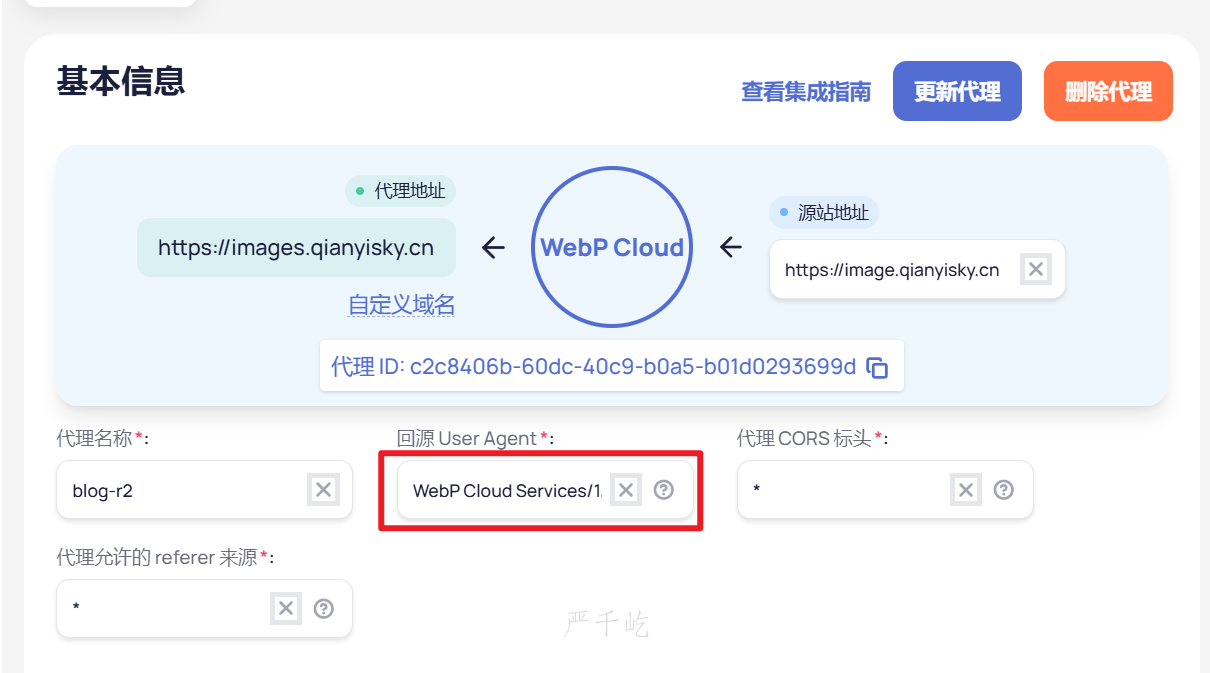 基本信息
查看集成指南 更新代理 删除代理
代理地址
源站地址
https://images.qianyisky.cn
WebP Cloud
https://image.qianyisky.cn
自定义域名
代理 ID: c2c8406b-60dc-40c9-b0a5-b01d0293699d
代理名称*: 回源 User Agent*: 代理 CORS 标头*:
blog-r2 WebP Cloud Services/1. *
代理允许的 referer 来源*:
*
严千屹